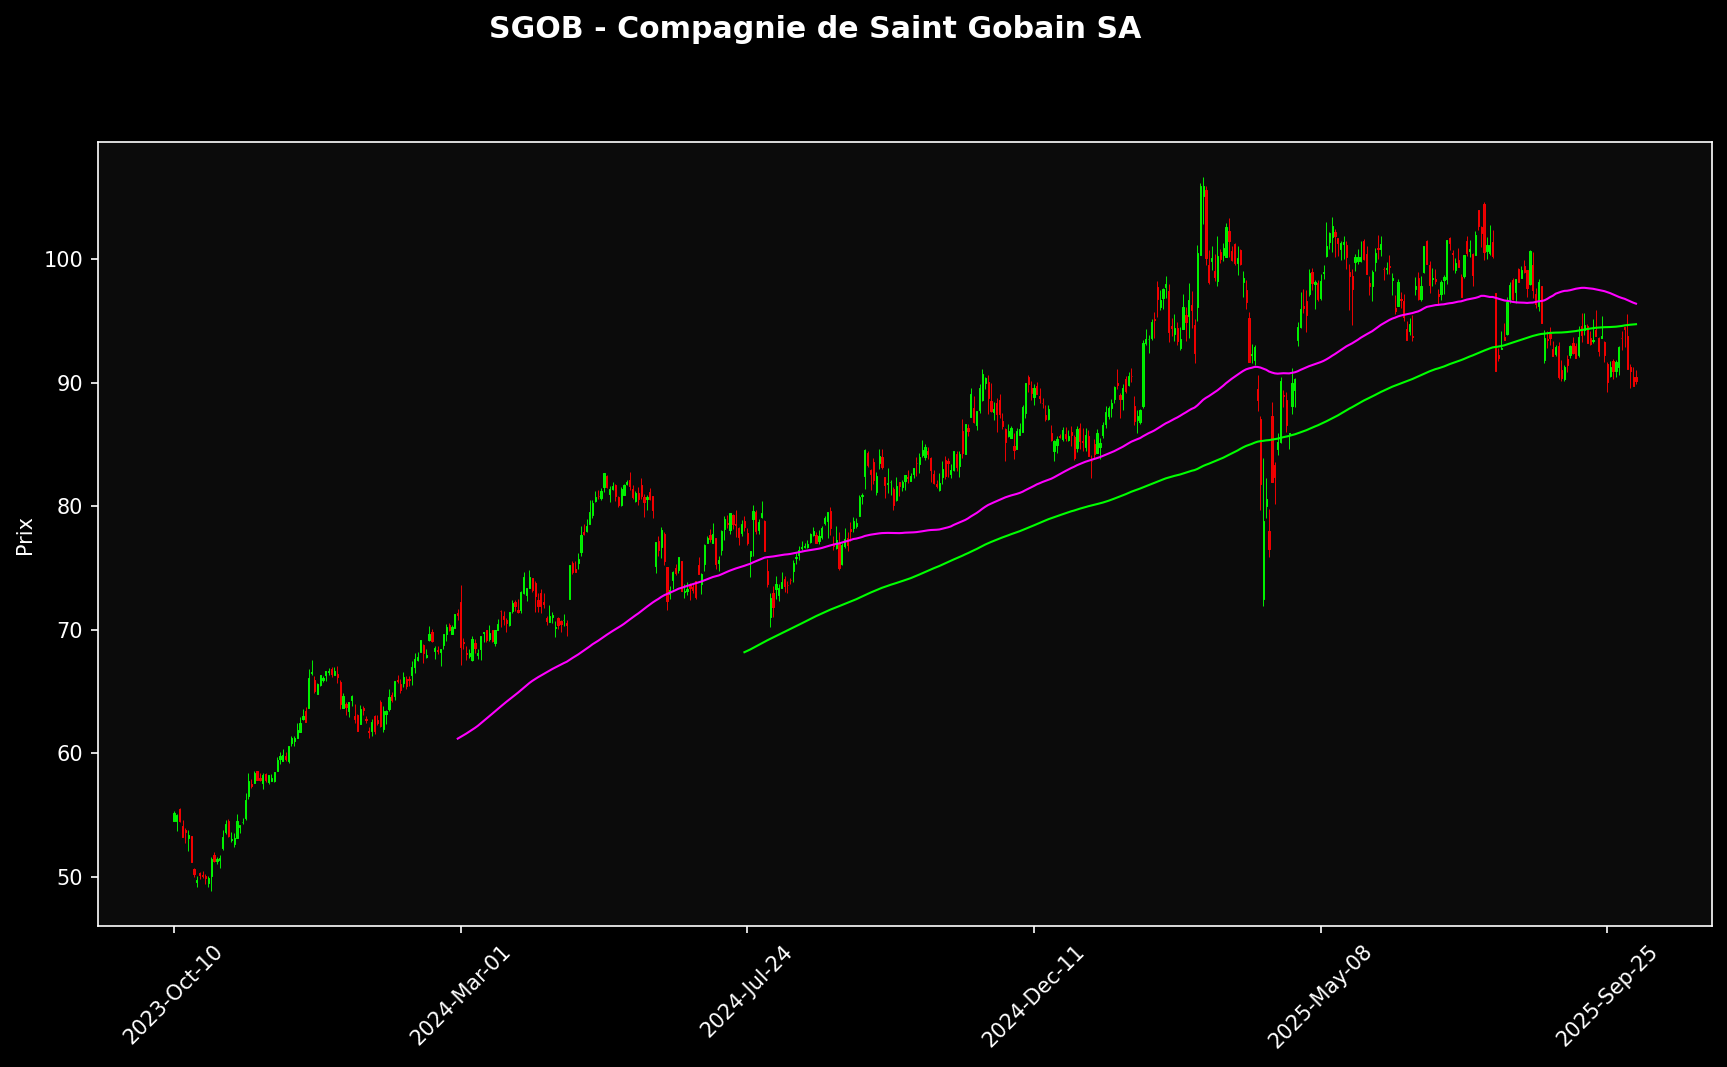 SGOB - Compagnie de Saint Gobain SA
Prix
100
90
80
70
60
50
2023-Oct-10
2024-Mar-01
2024-Jul-24
2024-Dec-11
2025-May-08
2025-Sep-25